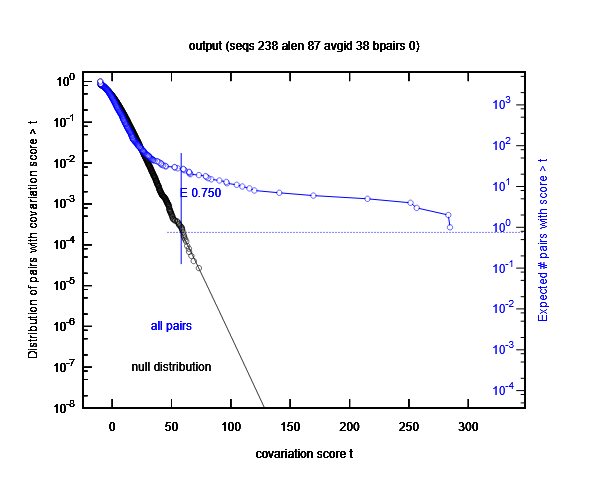 output (seqs 238 alen 87 avgid 38 bpairs 0)
Distribution of pairs with covariation score > t
10^0
10^-1
10^-2
10^-3
10^-4
10^-5
10^-6
10^-7
10^-8
E 0.750
all pairs
null distribution
10^3
10^2
10^1
10^0
10^-1
10^-2
10^-3
10^-4
Expected # pairs with score > t
0 50 100 150 200 250 300
covariation score t